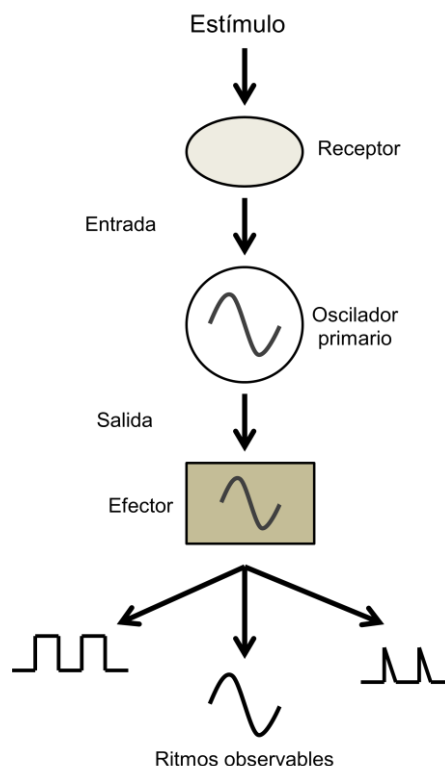 Estímulo
Receptor
Entrada
Oscilador
primario
Salida
Efector
Ritmos observables